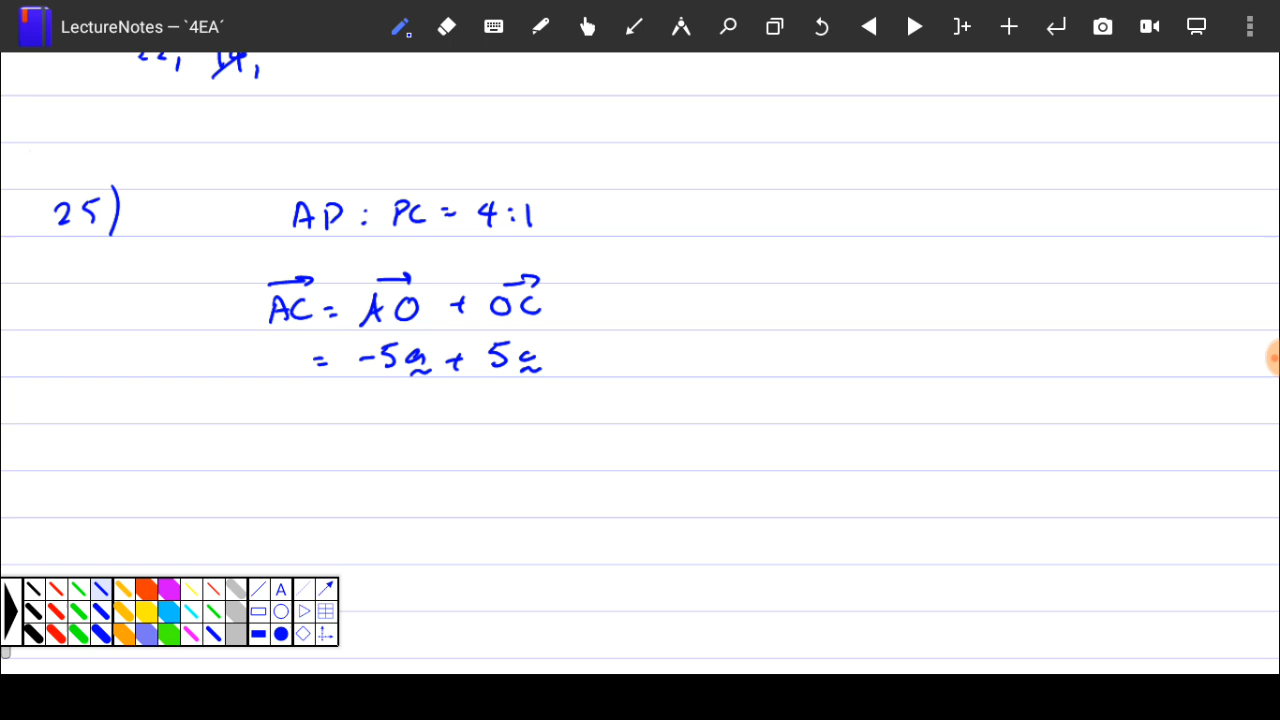 LectureNotes — `4EA´
25) AP : PC = 4 : 1
AC = AO + OC
= -5a + 5c
A